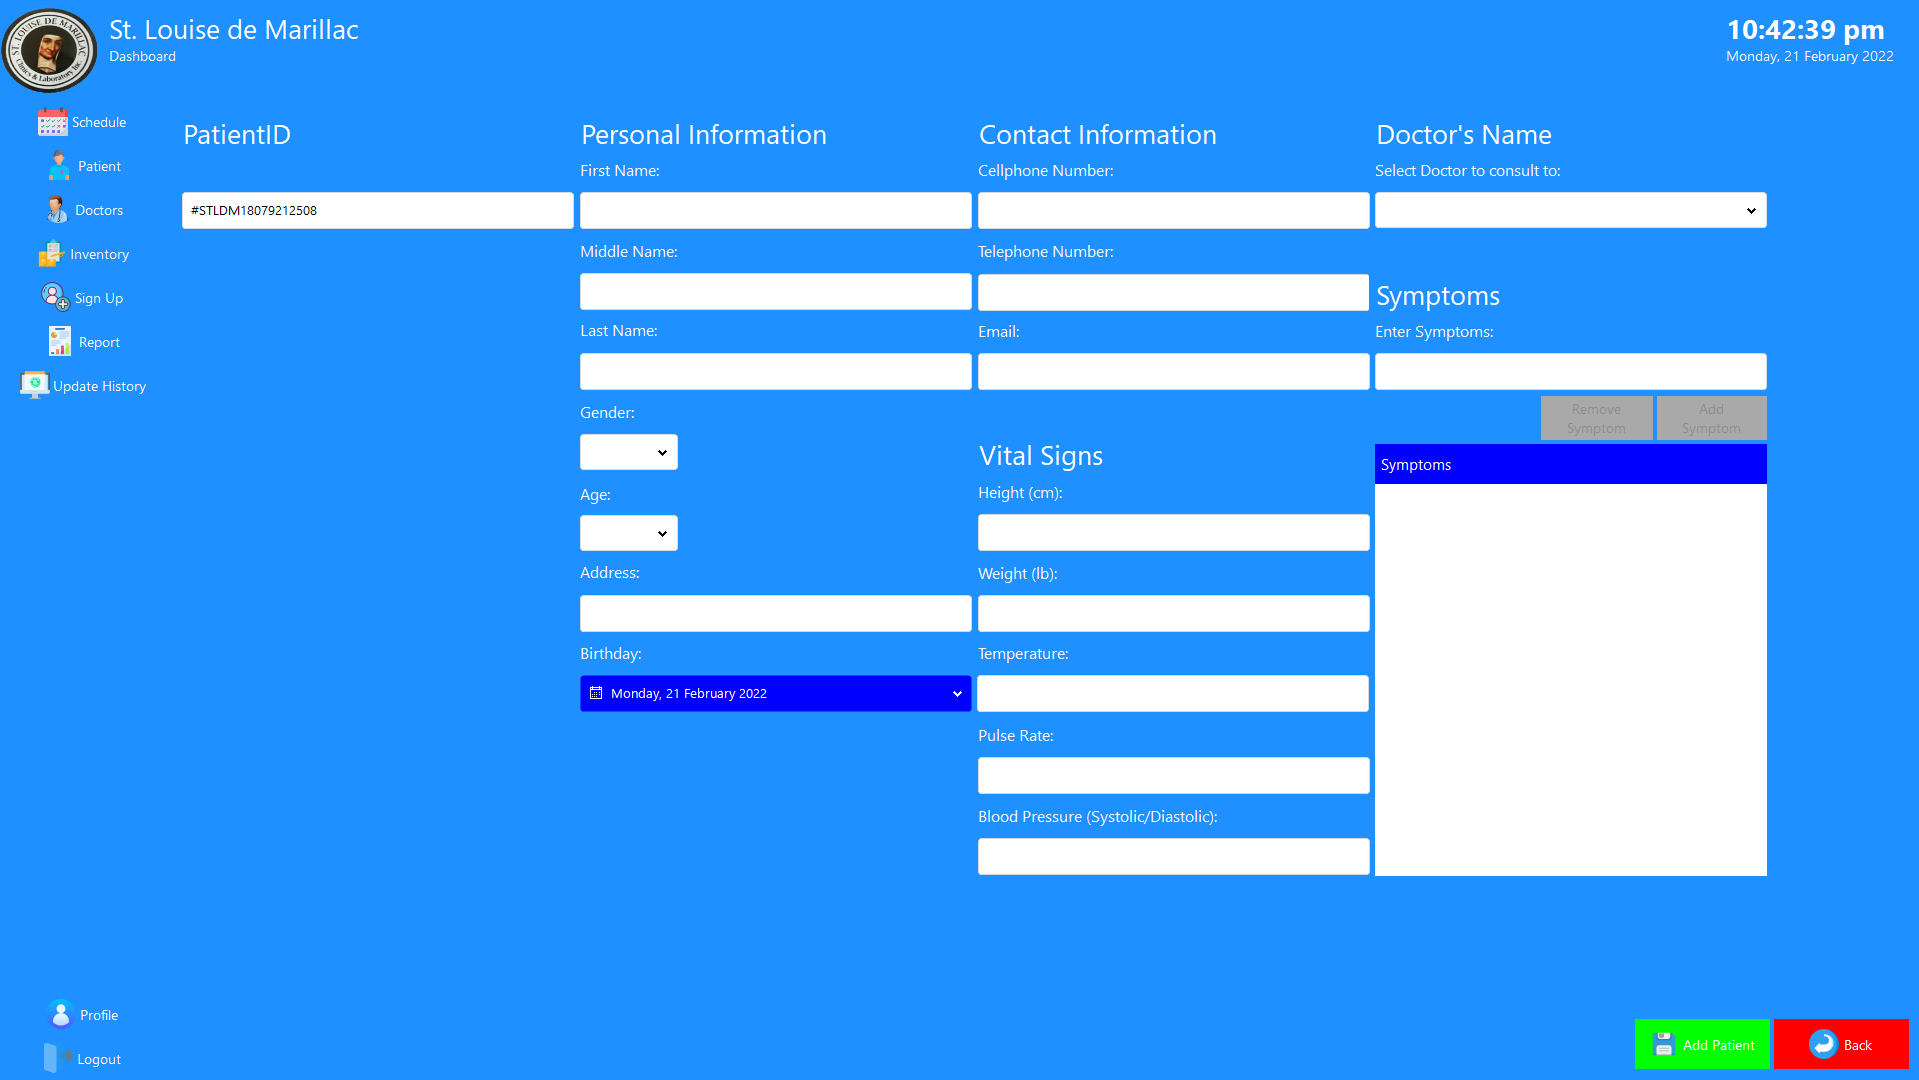 ST. LOUISE DE MARILLAC
Clinics & Laboratory Inc.
St. Louise de Marillac
Dashboard
10:42:39 pm
Monday, 21 February 2022
Schedule
Patient
Doctors
Inventory
Sign Up
Report
Update History
PatientID
#STLDM18079212508
Personal Information
First Name:
Middle Name:
Last Name:
Gender:
Age:
Address:
Birthday:
Monday, 21 February 2022
Contact Information
Cellphone Number:
Telephone Number:
Email:
Vital Signs
Height (cm):
Weight (lb):
Temperature:
Pulse Rate:
Blood Pressure (Systolic/Diastolic):
Doctor's Name
Select Doctor to consult to:
Symptoms
Enter Symptoms:
Remove
Symptom
Add
Symptom
Symptoms
Profile
Logout
Add Patient
Back